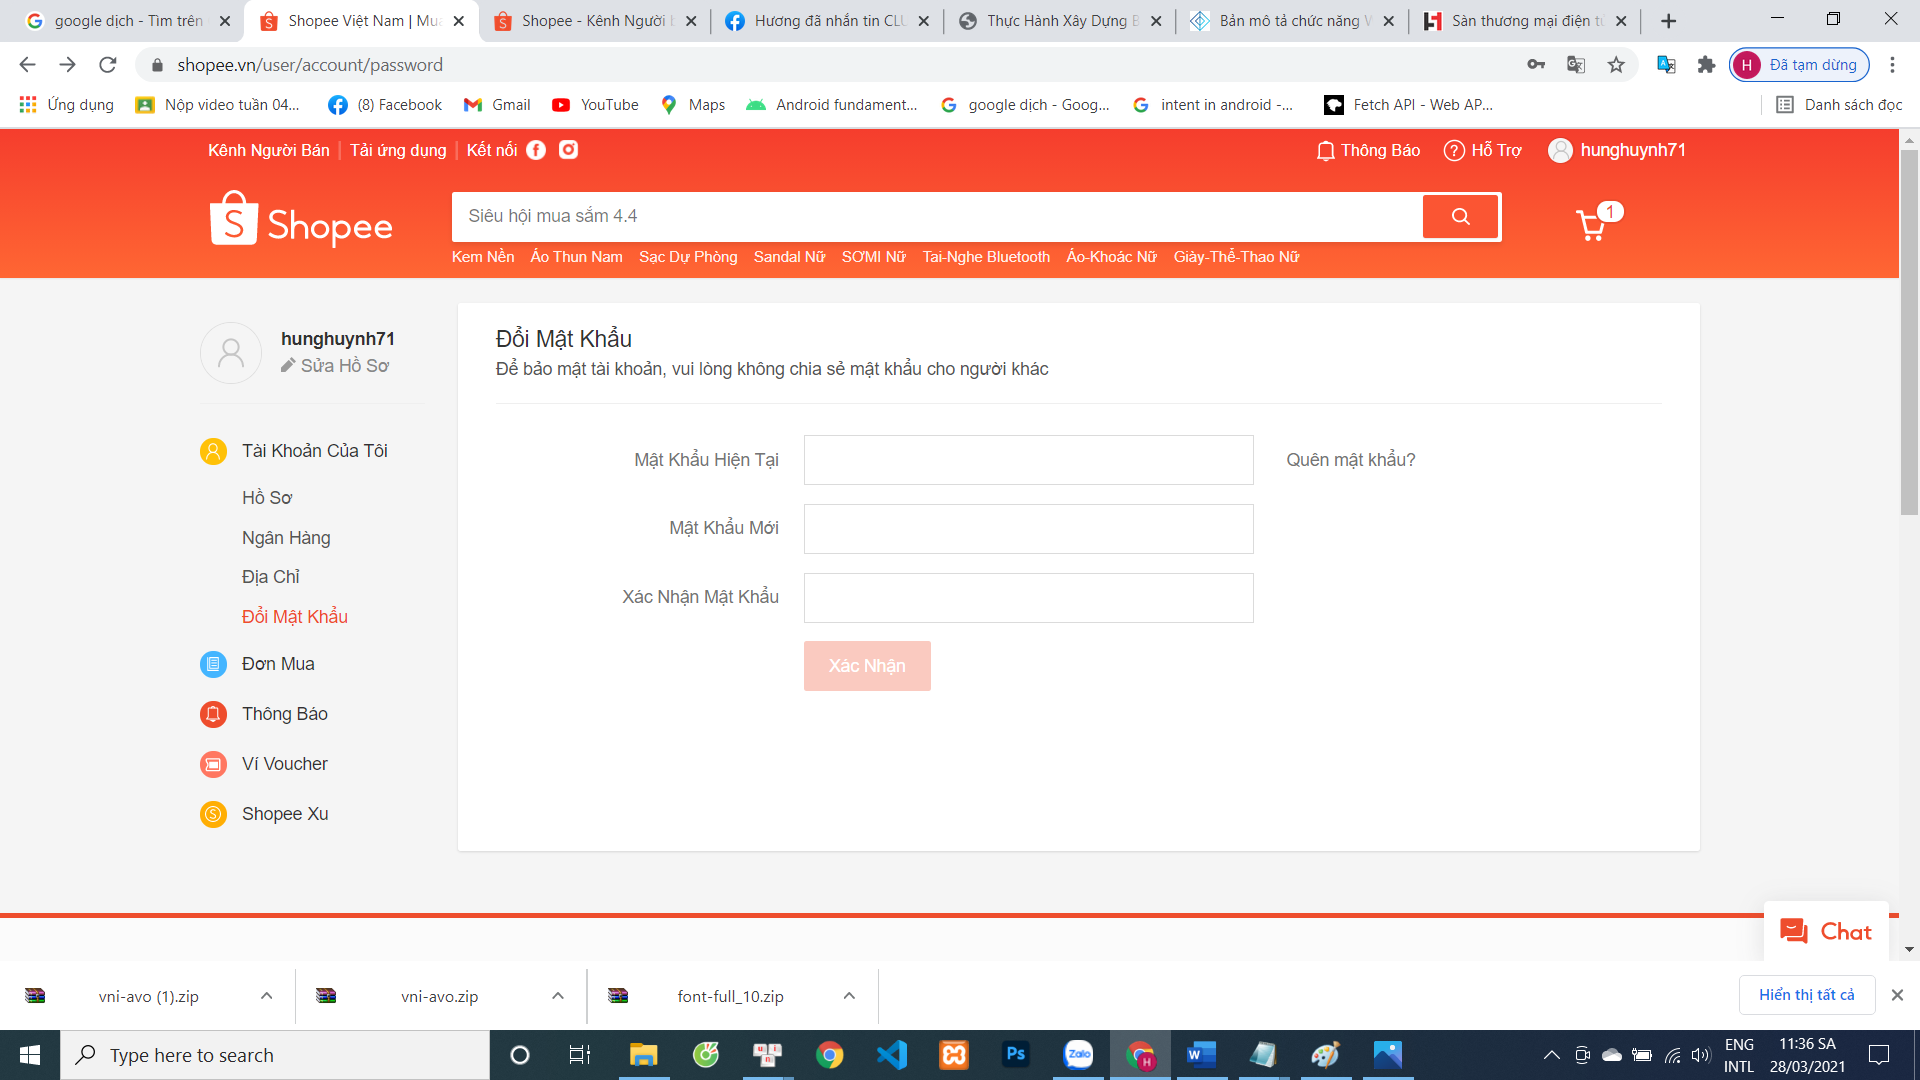 google dịch - Tìm trên
Shopee Việt Nam | Mua
Shopee - Kênh Người b
Hương đã nhắn tin CLU
Thực Hành Xây Dựng B
Bản mô tả chức năng W
Sàn thương mại điện tử
shopee.vn/user/account/password
H Đã tạm dừng
Ứng dụng
Nộp video tuần 04...
(8) Facebook
Gmail
YouTube
Maps
Android fundament...
google dịch - Goog...
intent in android -...
Fetch API - Web AP...
Danh sách đọc
Kênh Người Bán | Tải ứng dụng | Kết nối
Thông Báo
Hỗ Trợ
hunghuynh71
Shopee
Siêu hội mua sắm 4.4
1
Kem Nền Áo Thun Nam Sạc Dự Phòng Sandal Nữ SƠMI Nữ Tai-Nghe Bluetooth Áo-Khoác Nữ Giày-Thể-Thao Nữ
hunghuynh71
Sửa Hồ Sơ
Tài Khoản Của Tôi
Hồ Sơ
Ngân Hàng
Địa Chỉ
Đổi Mật Khẩu
Đơn Mua
Thông Báo
Ví Voucher
Shopee Xu
Đổi Mật Khẩu
Để bảo mật tài khoản, vui lòng không chia sẻ mật khẩu cho người khác
Mật Khẩu Hiện Tại
Quên mật khẩu?
Mật Khẩu Mới
Xác Nhận Mật Khẩu
Xác Nhận
Chat
vni-avo (1).zip
vni-avo.zip
font-full_10.zip
Hiển thị tất cả
Type here to search
Ps
Zalo
H
W
ENG
INTL
11:36 SA
28/03/2021